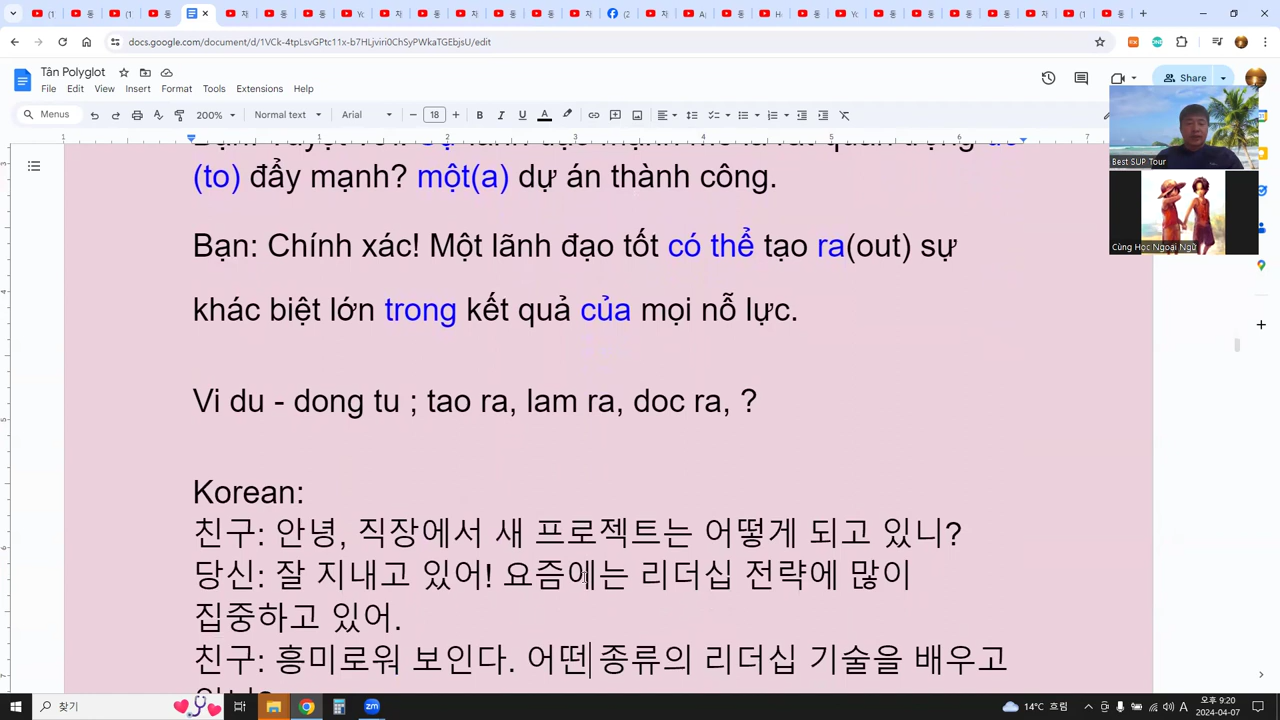 docs.google.com/document/d/1VCk-4tpLsvGPtc11x-b7HLjviri0ChSyPWkaTGEbjsU/edit
Tân Polyglot
Share
File Edit View Insert Format Tools Extensions Help
Menus 200% Normal text Arial 18
(to) đẩy mạnh? một(a) dự án thành công.
Bạn: Chính xác! Một lãnh đạo tốt có thể tạo ra(out) sự
khác biệt lớn trong kết quả của mọi nỗ lực.
Vi du - dong tu ; tao ra, lam ra, doc ra, ?
Korean:
친구: 안녕, 직장에서 새 프로젝트는 어떻게 되고 있니?
당신: 잘 지내고 있어! 요즘에는 리더십 전략에 많이
집중하고 있어.
친구: 흥미로워 보인다. 어떤 종류의 리더십 기술을 배우고
Best SUP Tour
Cùng Học Ngoại Ngữ
찾기
14°C 흐림
오후 9:20
2024-04-07